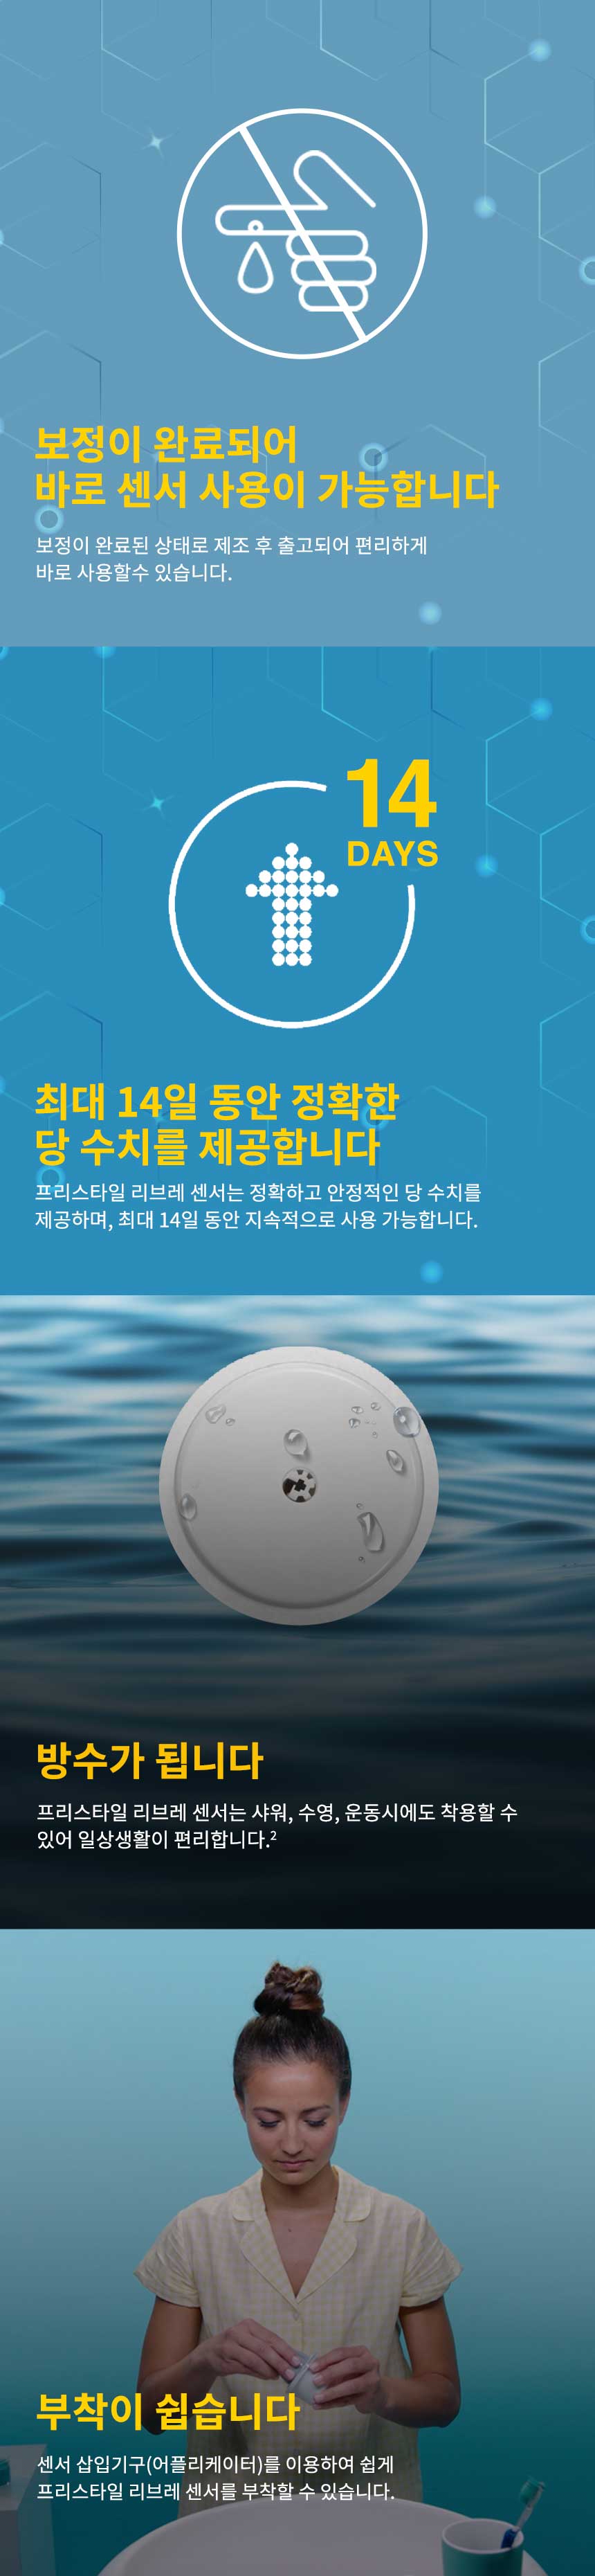 보정이 완료되어
바로 센서 사용이 가능합니다
보정이 완료된 상태로 제조 후 출고되어 편리하게
바로 사용할수 있습니다.
14
DAYS
최대 14일 동안 정확한
당 수치를 제공합니다
프리스타일 리브레 센서는 정확하고 안정적인 당 수치를
제공하며, 최대 14일 동안 지속적으로 사용 가능합니다.
방수가 됩니다
프리스타일 리브레 센서는 샤워, 수영, 운동시에도 착용할 수
있어 일상생활이 편리합니다.²
부착이 쉽습니다
센서 삽입기구(어플리케이터)를 이용하여 쉽게
프리스타일 리브레 센서를 부착할 수 있습니다.